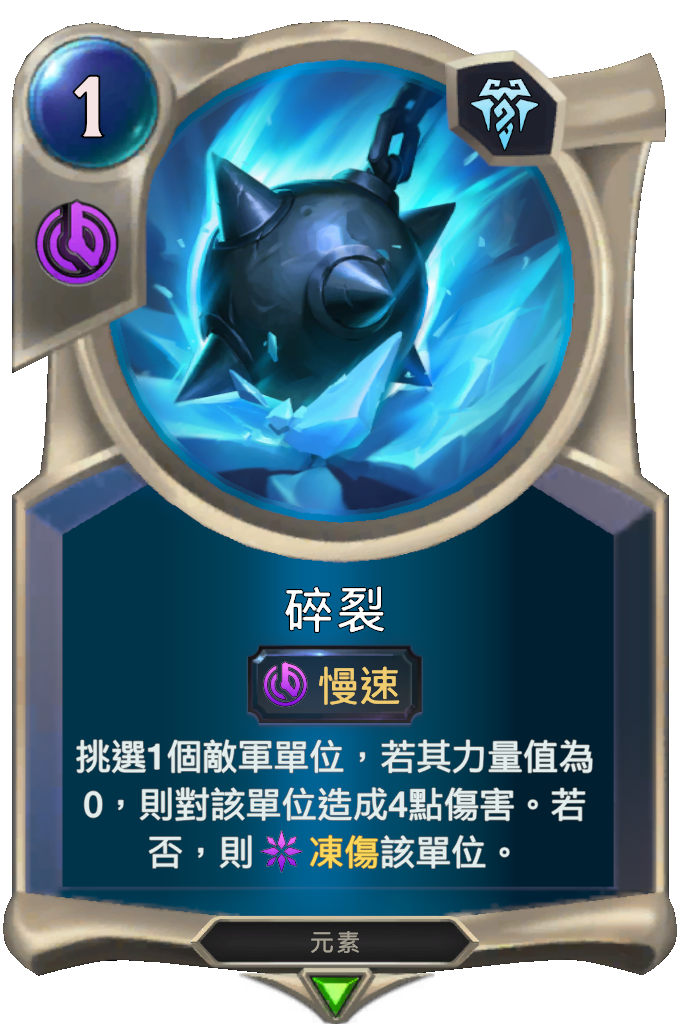 1
碎裂
慢速
挑選1個敵軍單位，若其力量值為
0，則對該單位造成4點傷害。若
否，則凍傷該單位。
元素